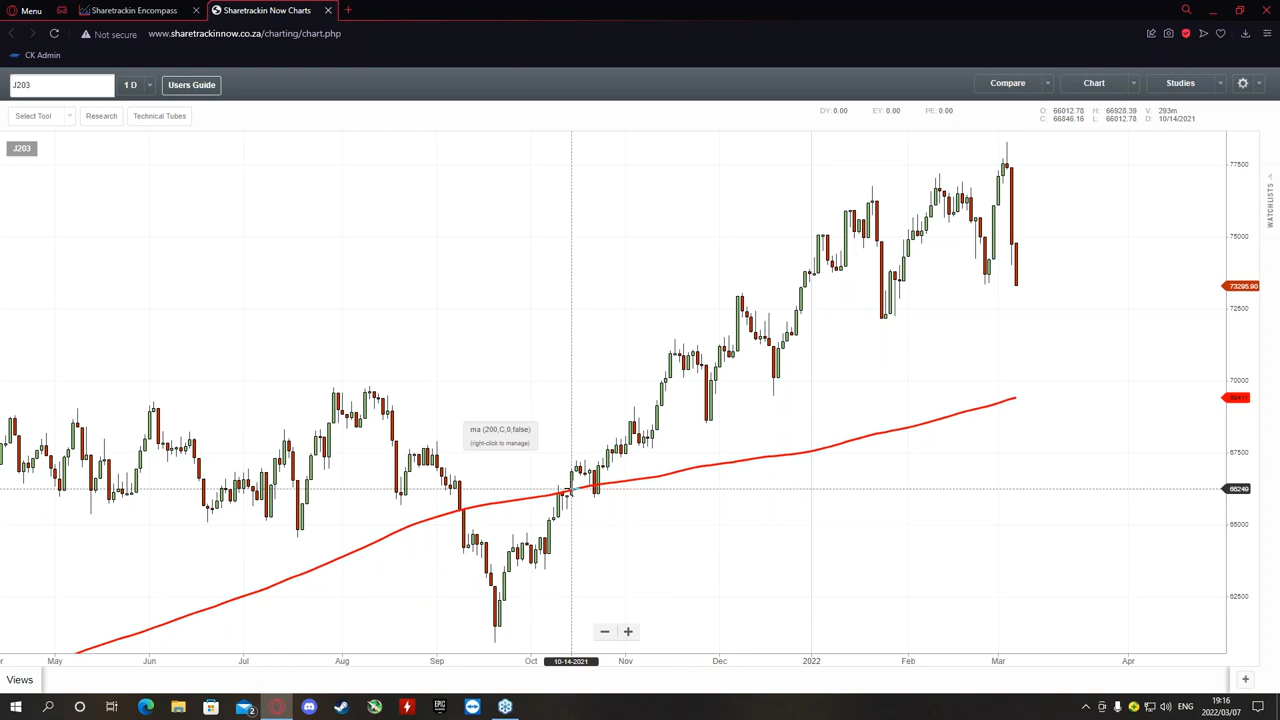 Menu
Sharetrackin Encompass
Sharetrackin Now Charts
Not secure
www.sharetrackinnow.co.za/charting/chart.php
CK Admin
J203
1 D
Users Guide
Compare
Chart
Studies
Select Tool
Research
Technical Tubes
DY: 0.00 EY: 0.00 PE: 0.00
O: 66012.78 H: 66928.39 V: 293m
C: 66846.16 L: 66012.78 D: 10/14/2021
J203
WATCHLISTS
77500
75000
73295.90
72500
70000
ma (200,C,0,false)
(right-click to manage)
67500
66249
65000
62500
May Jun Jul Aug Sep Oct 10-14-2021 Nov Dec 2022 Feb Mar Apr
Views
2
EPIC
ENG
19:16
2022/03/07